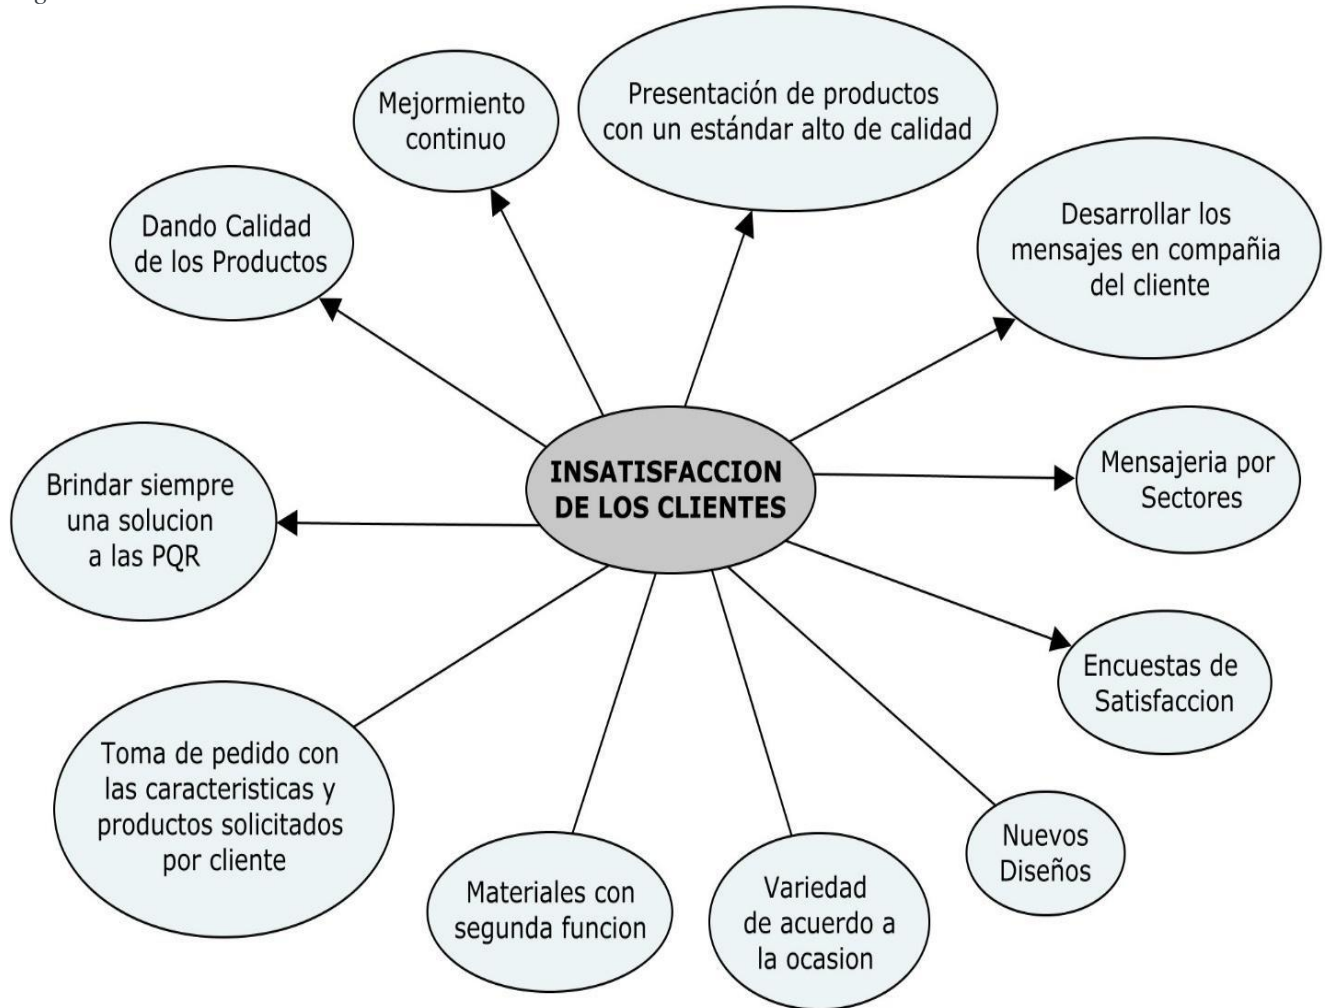 Mejormiento
continuo
Presentación de productos
con un estándar alto de calidad
Desarrollar los
mensajes en compañia
del cliente
Dando Calidad
de los Productos
INSATISFACCION
DE LOS CLIENTES
Mensajeria por
Sectores
Brindar siempre
una solucion
a las PQR
Encuestas de
Satisfaccion
Toma de pedido con
las caracteristicas y
productos solicitados
por cliente
Nuevos
Diseños
Materiales con
segunda funcion
Variedad
de acuerdo a
la ocasion